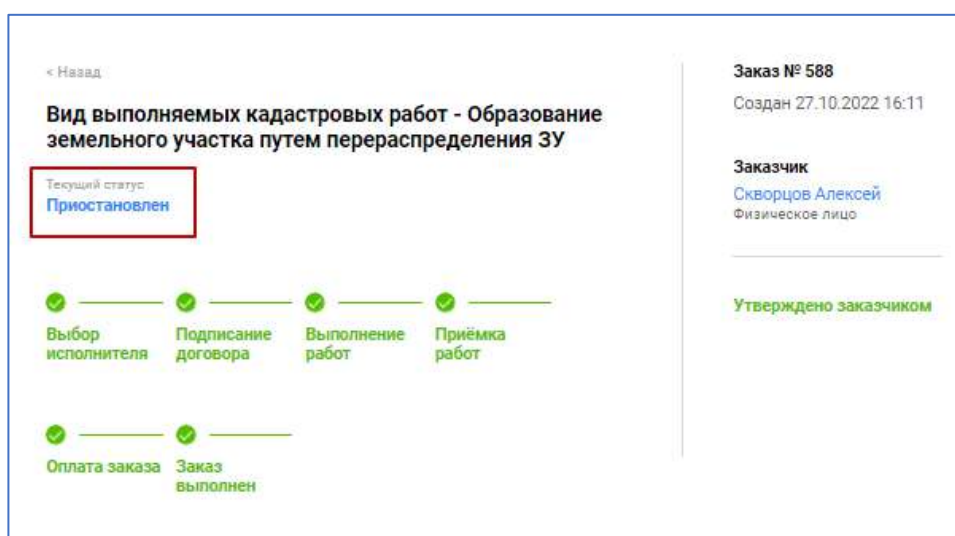 < Назад
Вид выполняемых кадастровых работ - Образование
земельного участка путем перераспределения ЗУ
Текущий статус
Приостановлен
Выбор
исполнителя
Подписание
договора
Выполнение
работ
Приёмка
работ
Оплата заказа
Заказ
выполнен
Заказ № 588
Создан 27.10.2022 16:11
Заказчик
Скворцов Алексей
Физическое лицо
Утверждено заказчиком